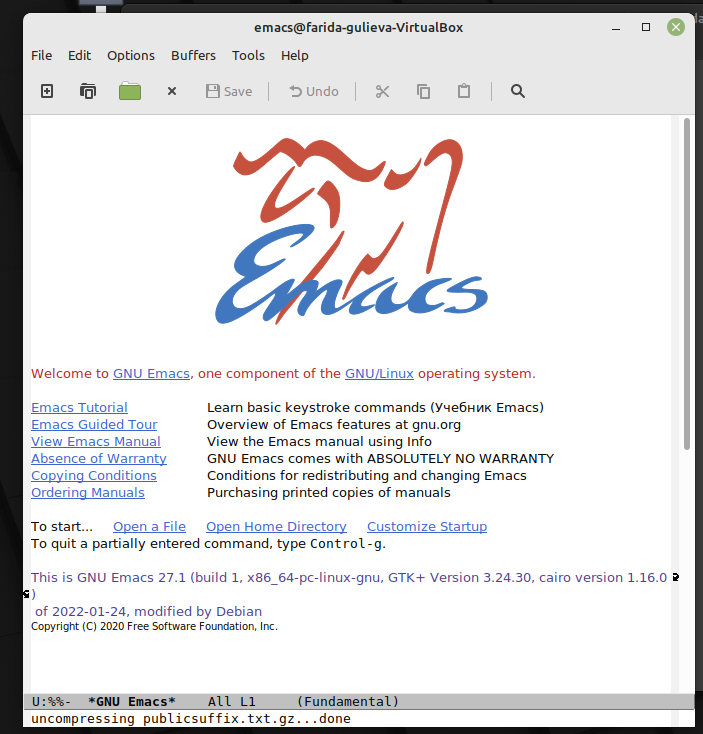 emacs@farida-gulieva-VirtualBox
File Edit Options Buffers Tools Help
Save Undo
Emacs
Welcome to GNU Emacs, one component of the GNU/Linux operating system.
Emacs Tutorial Learn basic keystroke commands (Учебник Emacs)
Emacs Guided Tour Overview of Emacs features at gnu.org
View Emacs Manual View the Emacs manual using Info
Absence of Warranty GNU Emacs comes with ABSOLUTELY NO WARRANTY
Copying Conditions Conditions for redistributing and changing Emacs
Ordering Manuals Purchasing printed copies of manuals
To start... Open a File Open Home Directory Customize Startup
To quit a partially entered command, type Control-g.
This is GNU Emacs 27.1 (build 1, x86_64-pc-linux-gnu, GTK+ Version 3.24.30, cairo version 1.16.0
)
of 2022-01-24, modified by Debian
Copyright (C) 2020 Free Software Foundation, Inc.
U:%%- *GNU Emacs* All L1 (Fundamental)
uncompressing publicsuffix.txt.gz...done